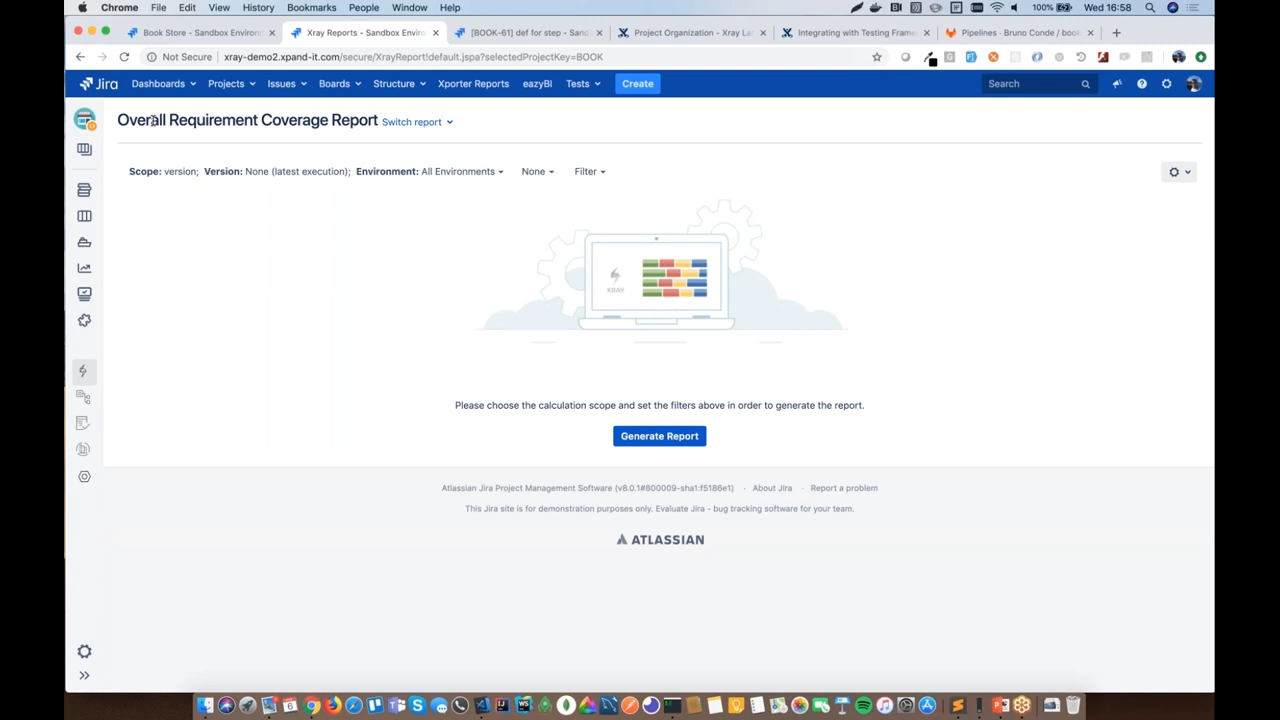 Chrome File Edit View History Bookmarks People Window Help 100% Wed 16:58
Book Store - Sandbox Environ Xray Reports - Sandbox Enviro [BOOK-61] def for step - Sand Project Organization - Xray La Integrating with Testing Frame Pipelines · Bruno Conde / book
Not Secure xray-demo2.xpand-it.com/secure/XrayReport!default.jspa?selectedProjectKey=BOOK
Jira Dashboards Projects Issues Boards Structure Xporter Reports eazyBI Tests Create Search
Overall Requirement Coverage Report Switch report
Scope: version; Version: None (latest execution); Environment: All Environments None Filter
XRAY
Please choose the calculation scope and set the filters above in order to generate the report.
Generate Report
Atlassian Jira Project Management Software (v8.0.1#800009-sha1:f5186e1) · About Jira · Report a problem
This Jira site is for demonstration purposes only. Evaluate Jira - bug tracking software for your team.
ATLASSIAN